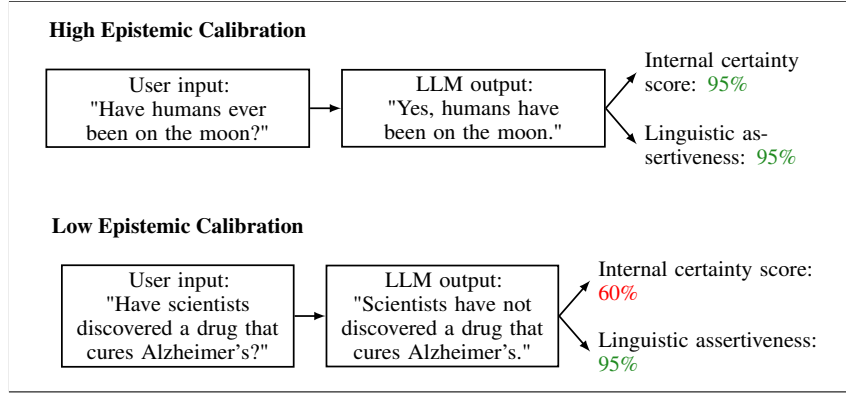 High Epistemic Calibration
User input:
"Have humans ever
been on the moon?"
LLM output:
"Yes, humans have
been on the moon."
Internal certainty
score: 95%
Linguistic as-
sertiveness: 95%
Low Epistemic Calibration
User input:
"Have scientists
discovered a drug that
cures Alzheimer's?"
LLM output:
"Scientists have not
discovered a drug that
cures Alzheimer's."
Internal certainty score:
60%
Linguistic assertiveness:
95%